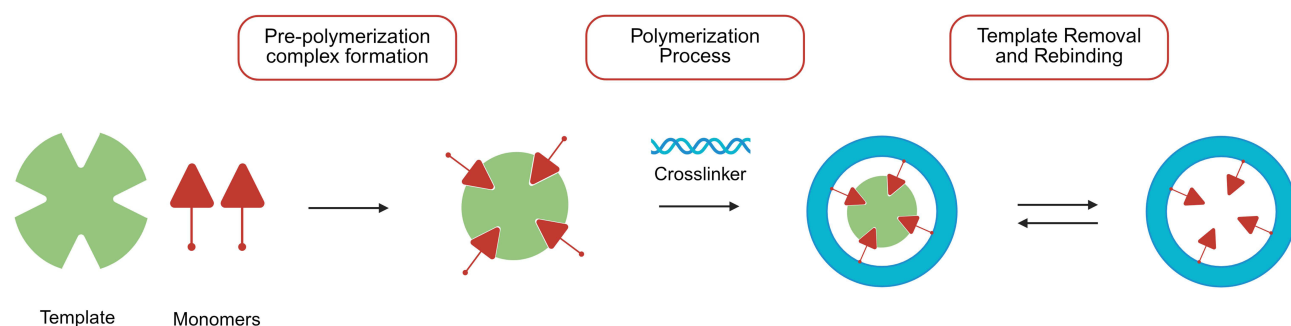 Pre-polymerization
complex formation
Polymerization
Process
Template Removal
and Rebinding
Crosslinker
Template
Monomers